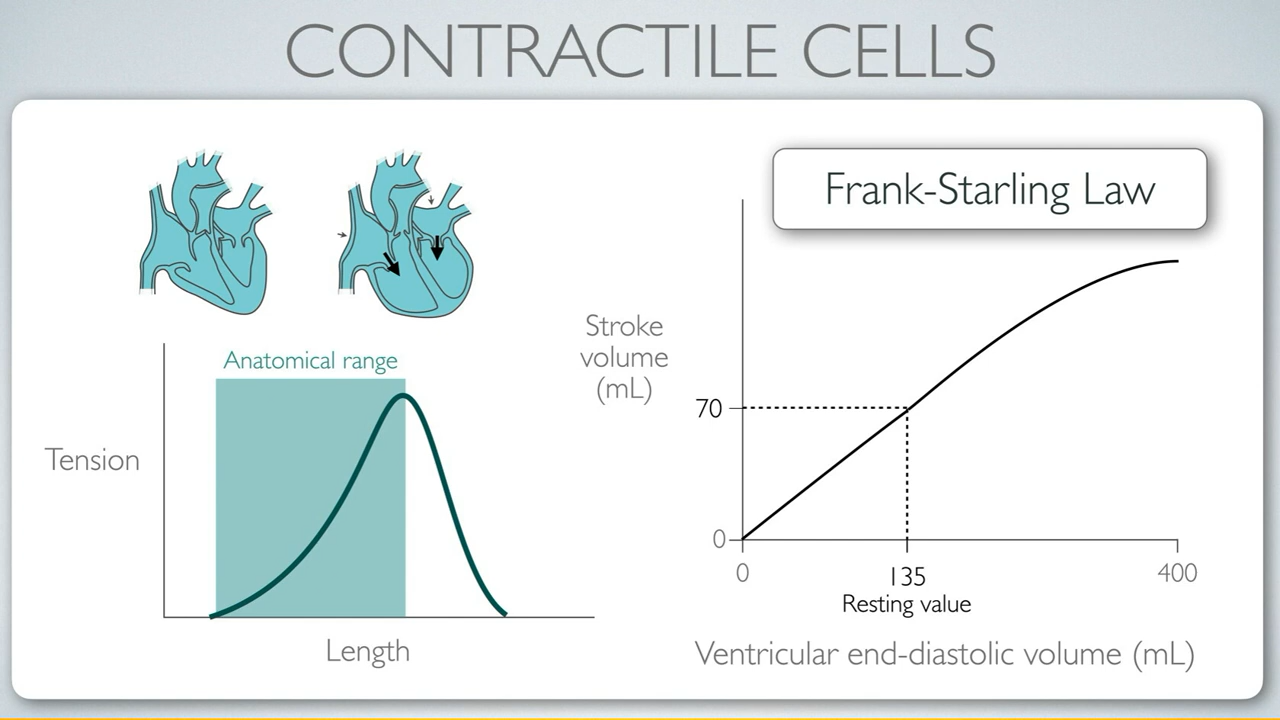 CONTRACTILE CELLS
Anatomical range
Tension
Length
Frank-Starling Law
Stroke
volume
(mL)
70
0
0
135
400
Resting value
Ventricular end-diastolic volume (mL)